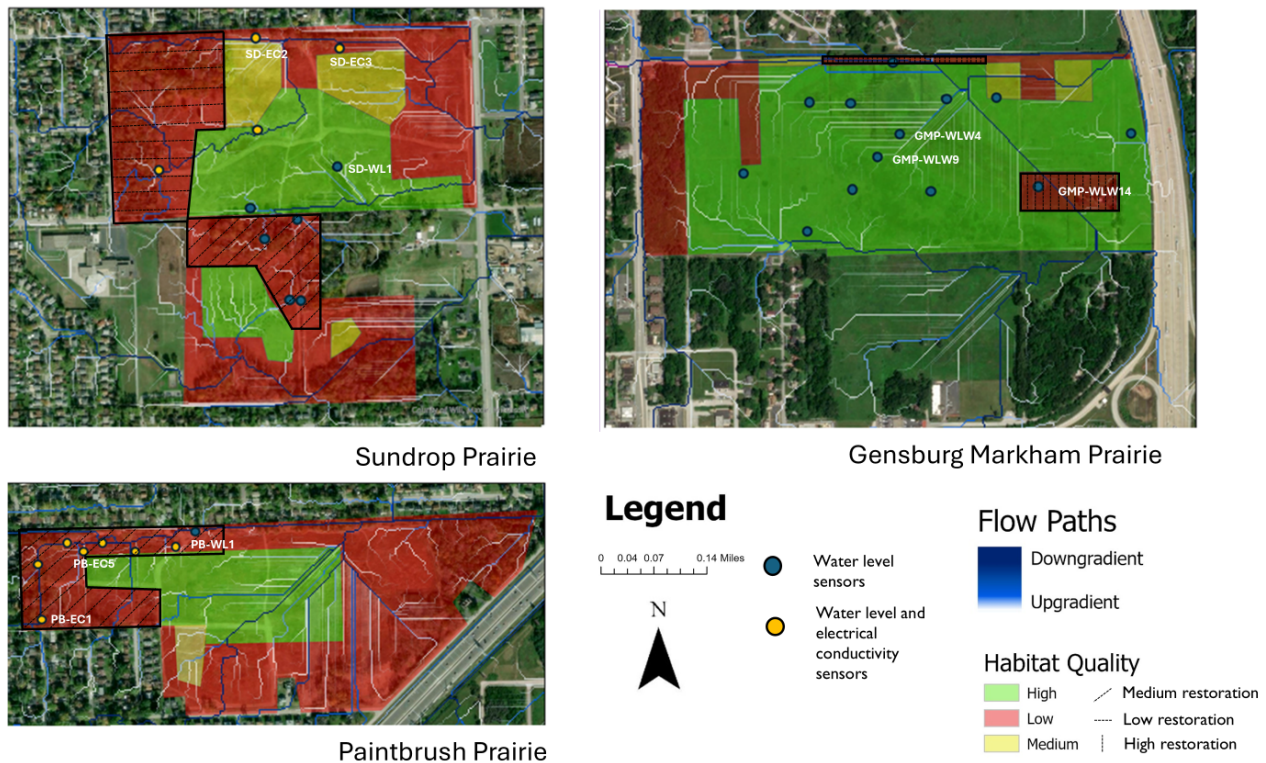 SD-EC2
SD-EC3
SD-WL1
Sundrop Prairie
GMP-WLW4
GMP-WLW9
GMP-WLW14
Gensburg Markham Prairie
PB-WL1
PB-EC5
PB-EC1
Paintbrush Prairie
Legend
0 0.04 0.07 0.14 Miles
N
Water level
sensors
Water level and
electrical
conductivity
sensors
Flow Paths
Downgradient
Upgradient
Habitat Quality
High
Medium restoration
Low
Low restoration
Medium
High restoration